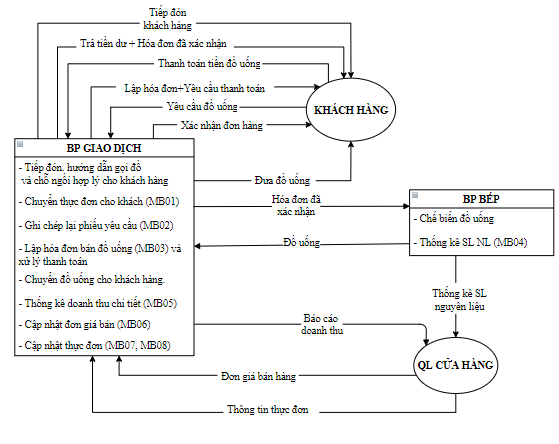 Tiếp đón
khách hàng
Trả tiền dư + Hóa đơn đã xác nhận
Thanh toán tiền đồ uống
Lập hóa đơn+Yêu cầu thanh toán
Yêu cầu đồ uống
KHÁCH HÀNG
Xác nhận đơn hàng
BP GIAO DỊCH
- Tiếp đón. hướng dẫn gọi đồ
và chỗ ngồi hợp lý cho khách hàng
- Chuyển thực đơn cho khách (MB01)
- Ghi chép lại phiếu yêu cầu (MB02)
- Lập hóa đơn bán đồ uống (MB03) và
xử lý thanh toán
- Chuyển đồ uống cho khách hàng.
- Thống kê doanh thu chi tiết (MB05)
- Cập nhật đơn giá bán (MB06)
- Cập nhật thực đơn (MB07, MB08)
Đưa đồ uống
Hóa đơn đã
xác nhận
BP BẾP
- Chế biến đồ uống
- Thống kê SL NL (MB04)
Đồ uống
Thống kê SL
nguyên liệu
Báo cáo
doanh thu
QL CỬA HÀNG
Đơn giá bán hàng
Thông tin thực đơn